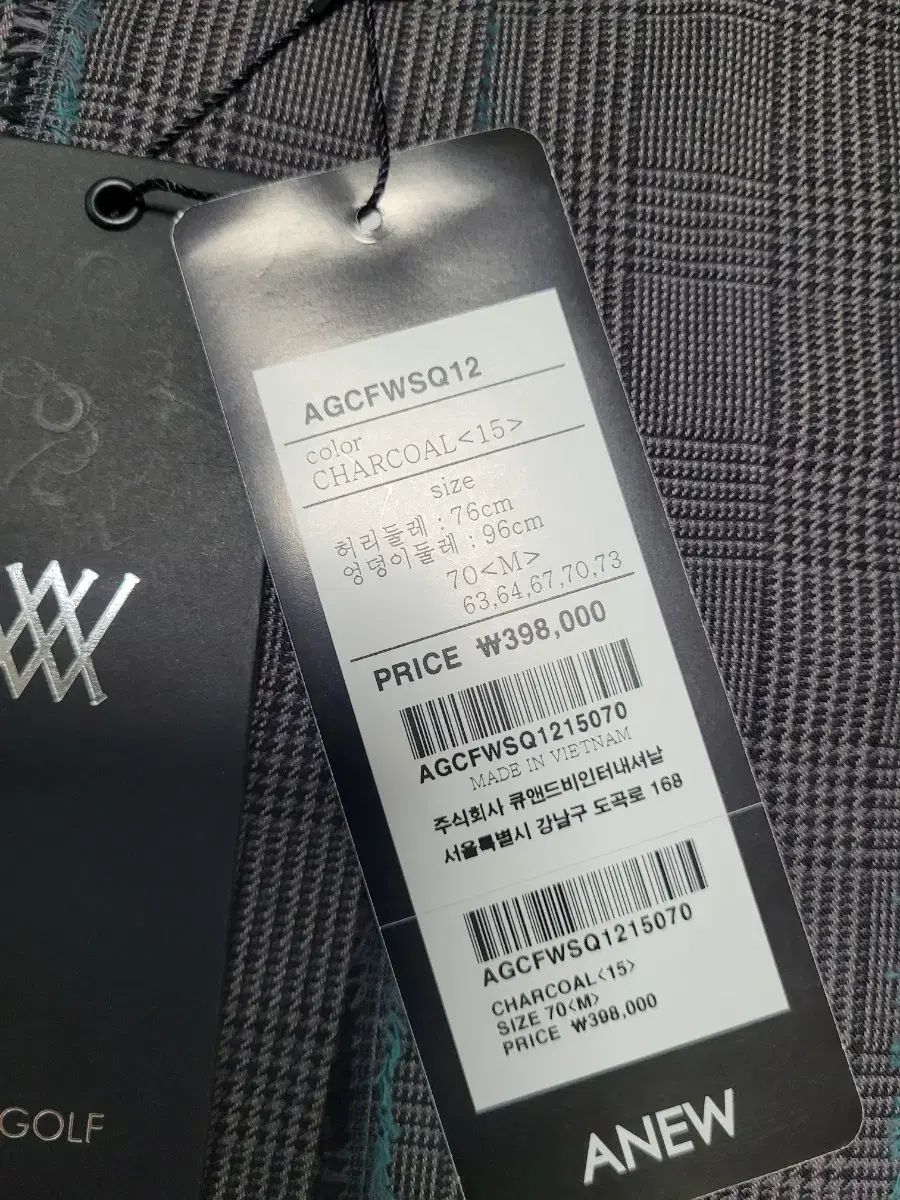 AGCFWSQ12
color
CHARCOAL<15>
size
허리둘레 : 76cm
엉덩이둘레 : 96cm
70<M>
63,64,67,70,73
PRICE ₩398,000
AGCFWSQ1215070
MADE IN VIETNAM
주식회사 큐앤드비인터내셔날
서울특별시 강남구 도곡로 168
AGCFWSQ1215070
CHARCOAL<15>
SIZE 70<M>
PRICE ₩398,000
ANEW
GOLF